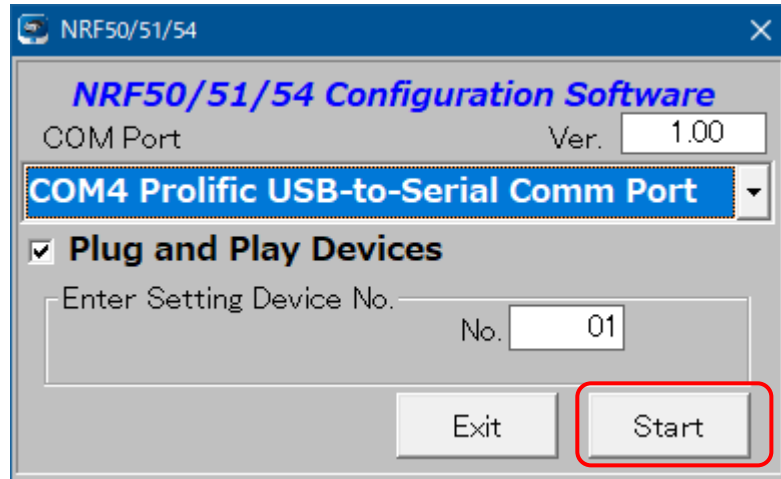 NRF50/51/54
NRF50/51/54 Configuration Software
COM Port Ver. 1.00
COM4 Prolific USB-to-Serial Comm Port
Plug and Play Devices
Enter Setting Device No.
No. 01
Exit Start